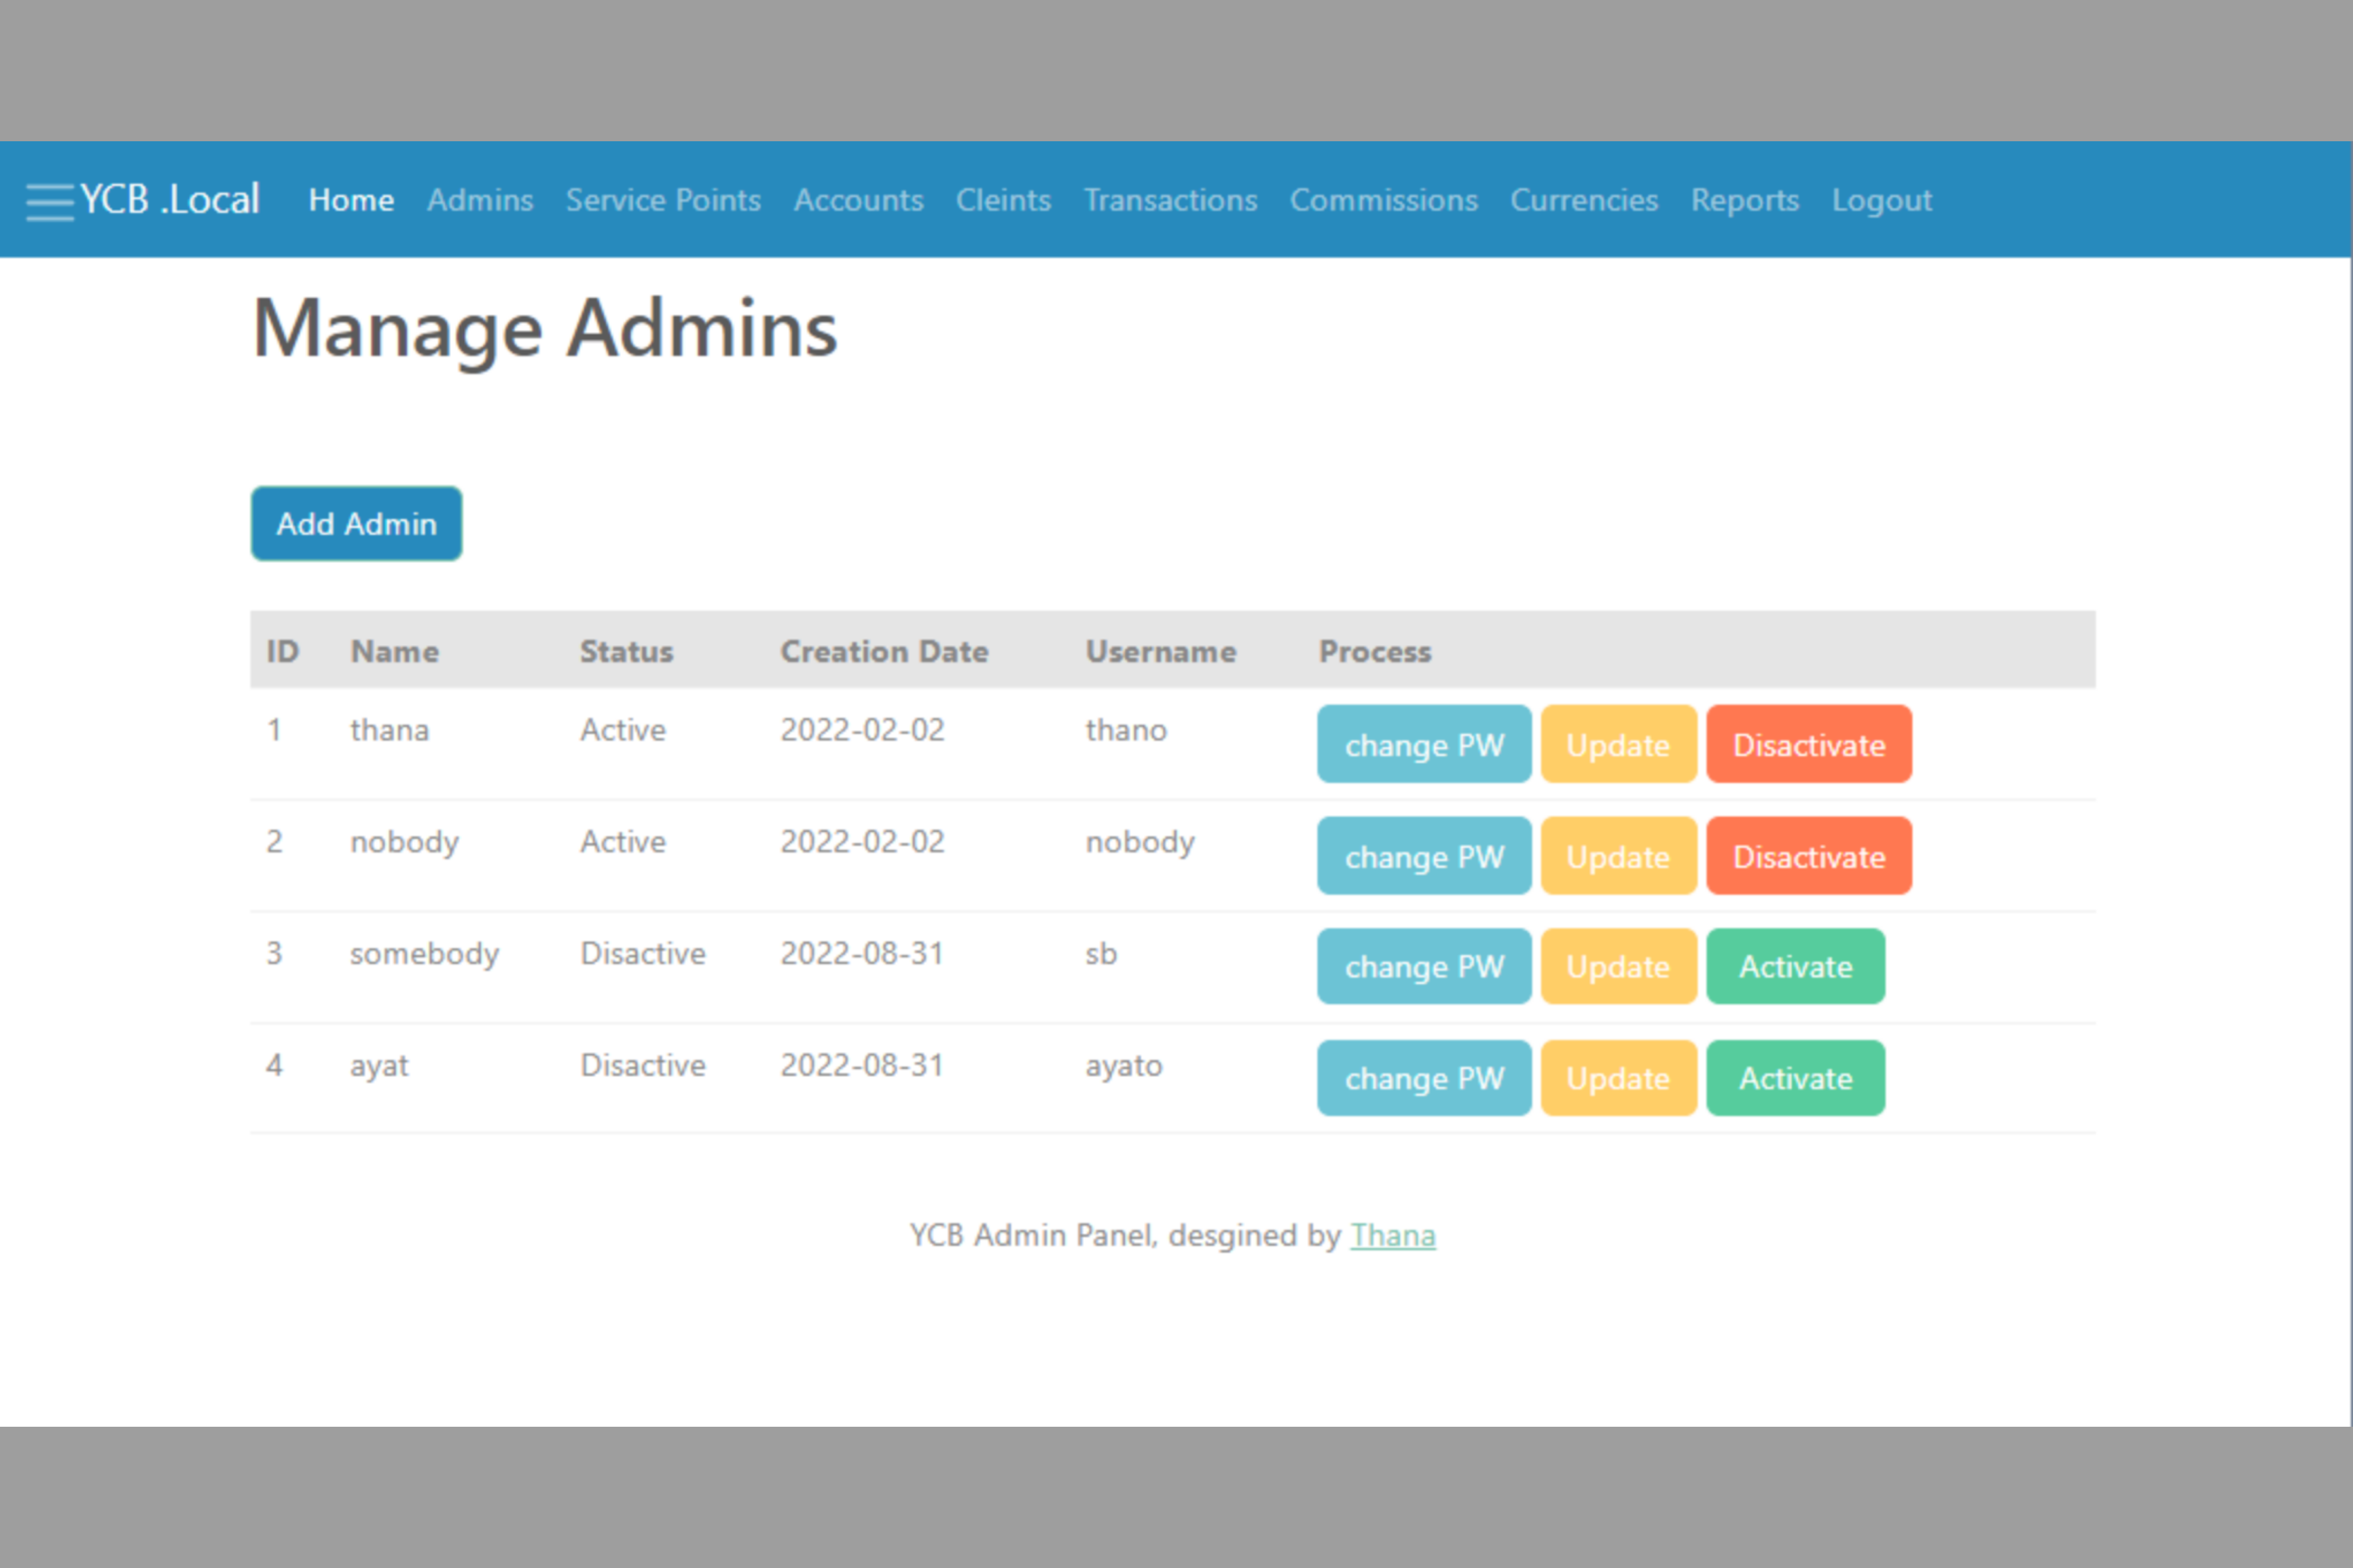 YCB .Local Home Admins Service Points Accounts Cleints Transactions Commissions Currencies Reports Logout
Manage Admins
Add Admin
ID Name Status Creation Date Username Process
1 thana Active 2022-02-02 thano change PW Update Disactivate
2 nobody Active 2022-02-02 nobody change PW Update Disactivate
3 somebody Disactive 2022-08-31 sb change PW Update Activate
4 ayat Disactive 2022-08-31 ayato change PW Update Activate
YCB Admin Panel, desgined by Thana